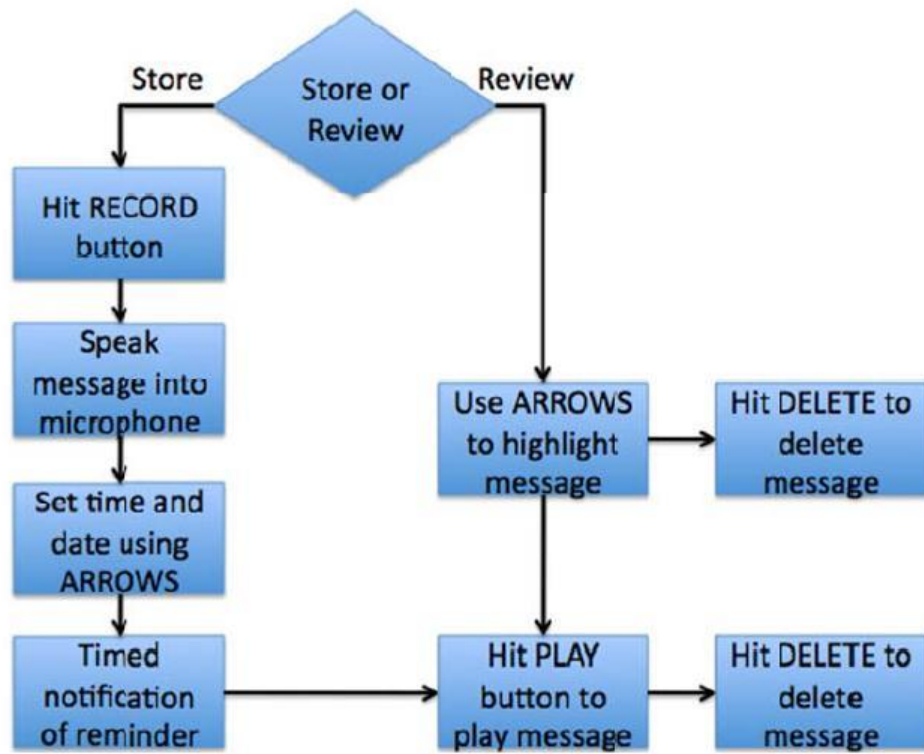 Store
Review
Store or
Review
Hit RECORD
button
Speak
message into
microphone
Set time and
date using
ARROWS
Timed
notification
of reminder
Use ARROWS
to highlight
message
Hit DELETE to
delete
message
Hit PLAY
button to
play message
Hit DELETE to
delete
message